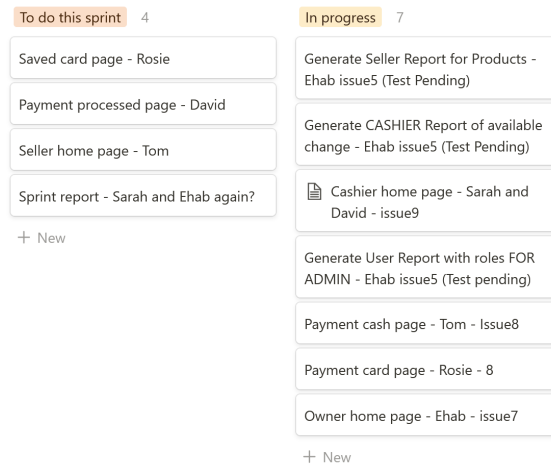 To do this sprint 4
Saved card page - Rosie
Payment processed page - David
Seller home page - Tom
Sprint report - Sarah and Ehab again?
+ New
In progress 7
Generate Seller Report for Products -
Ehab issue5 (Test Pending)
Generate CASHIER Report of available
change - Ehab issue5 (Test Pending)
Cashier home page - Sarah and
David - issue9
Generate User Report with roles FOR
ADMIN - Ehab issue5 (Test pending)
Payment cash page - Tom - Issue8
Payment card page - Rosie - 8
Owner home page - Ehab - issue7
+ New